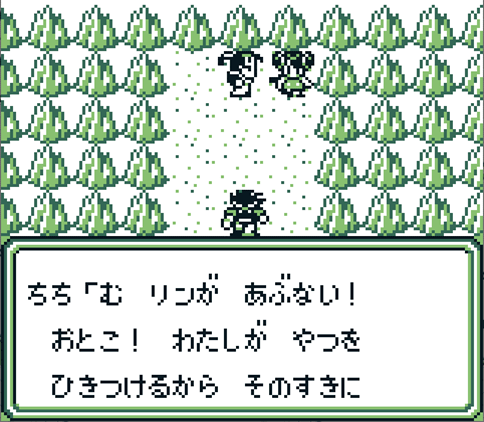 ちち「む リンが あぶない！
おとこ！ わたしが やつを
ひきつけるから そのすきに